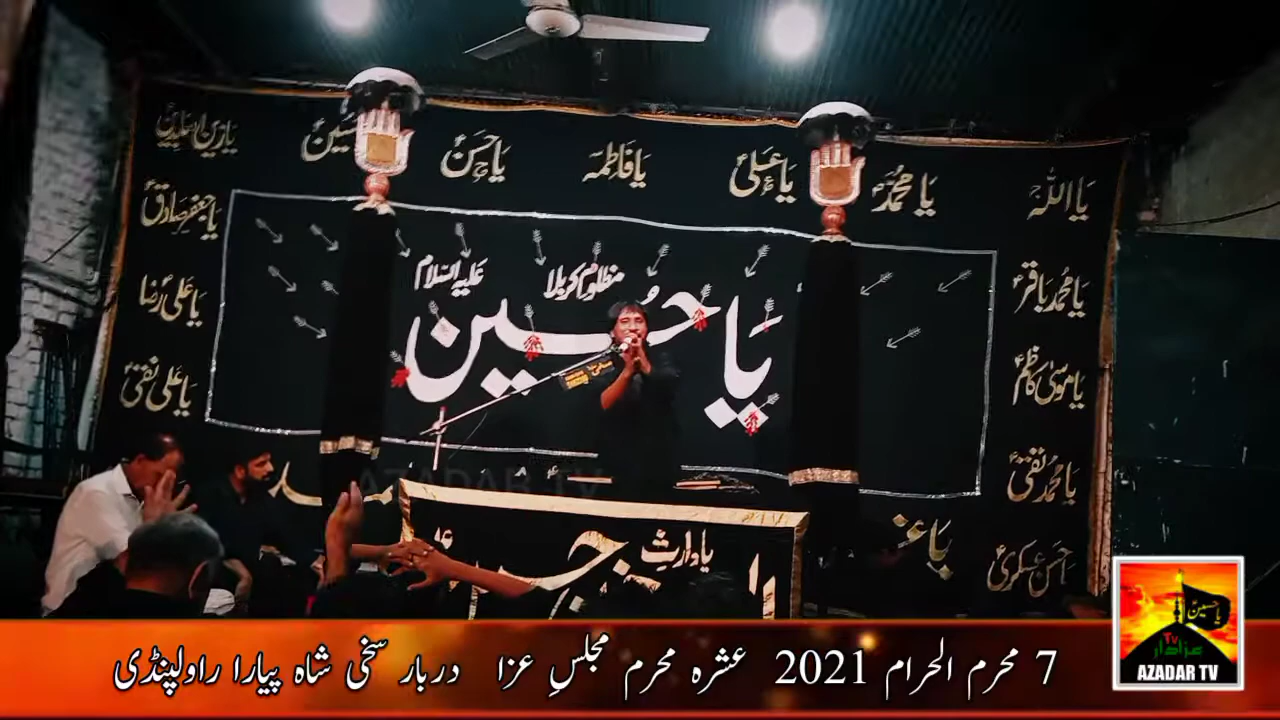 یا اللہ
یا محمدؐ
یا علیؑ
یا فاطمہؑ
یا حسنؑ
حسینؑ
یا زین العابدینؑ
یا محمد باقرؑ
یا جعفر صادقؑ
یا موسیٰ کاظمؑ
یا علی رضاؑ
یا محمد تقیؑ
یا علی نقیؑ
حسن عسکریؑ
مظلومِ کربلا
علیہ السلام
یا حسین
یا وارث
AZADAR TV
یا حسینؑ
TV
عزادار
AZADAR TV
7 محرم الحرام 2021 عشرہ محرم مجلسِ عزا دربار سخی شاہ پیارا راولپنڈی